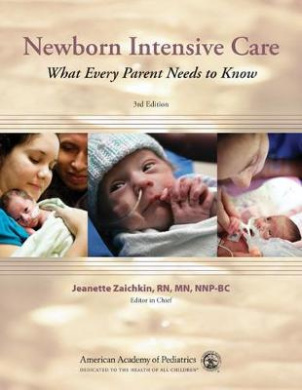 Newborn Intensive Care
What Every Parent Needs to Know
3rd Edition
Jeanette Zaichkin, RN, MN, NNP-BC
Editor in Chief
American Academy of Pediatrics
DEDICATED TO THE HEALTH OF ALL CHILDREN™